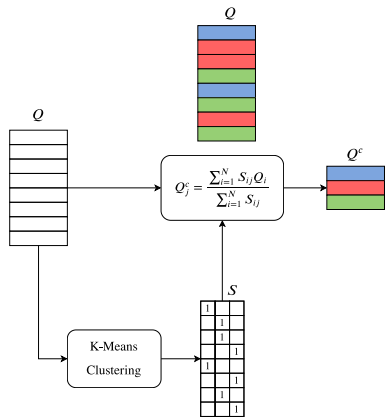 Q
Q
Q^c
Q_j^c = \frac{\sum_{i=1}^{N} S_{ij} Q_i}{\sum_{i=1}^{N} S_{ij}}
S
K-Means
Clustering
1
1
1
1
1
1
1
1